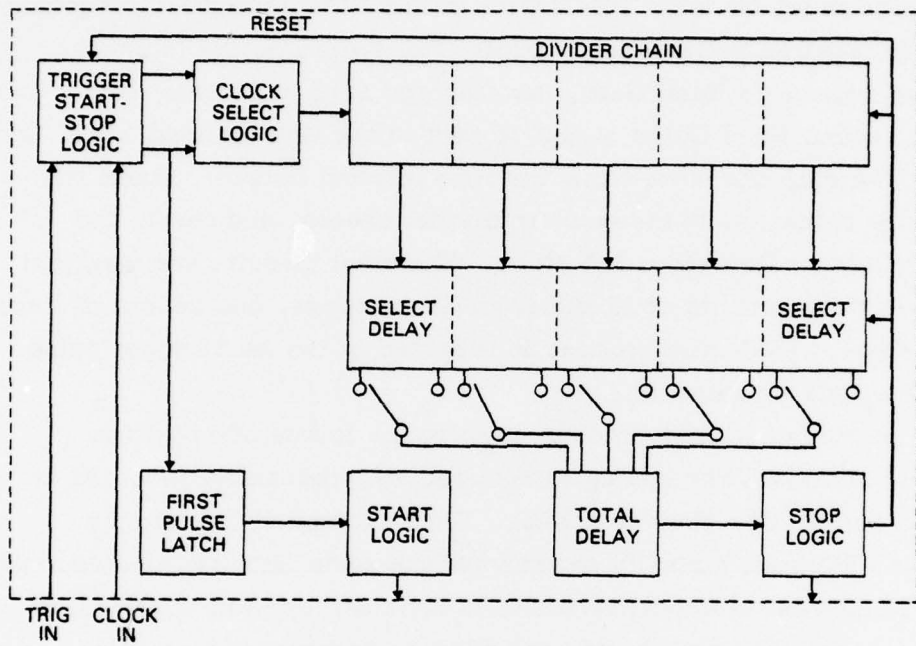 RESET
DIVIDER CHAIN
TRIGGER
START-
STOP
LOGIC
CLOCK
SELECT
LOGIC
SELECT
DELAY
SELECT
DELAY
FIRST
PULSE
LATCH
START
LOGIC
TOTAL
DELAY
STOP
LOGIC
TRIG
IN
CLOCK
IN